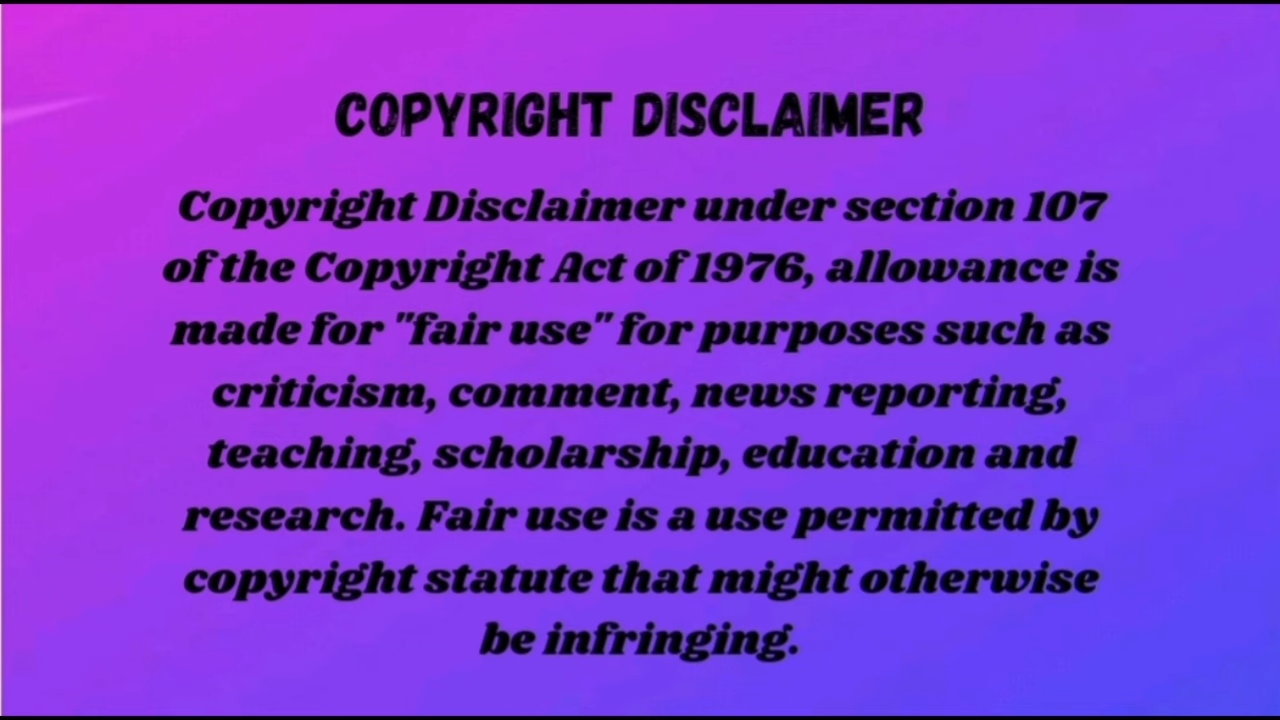 COPYRIGHT DISCLAIMER
Copyright Disclaimer under section 107
of the Copyright Act of 1976, allowance is
made for "fair use" for purposes such as
criticism, comment, news reporting,
teaching, scholarship, education and
research. Fair use is a use permitted by
copyright statute that might otherwise
be infringing.